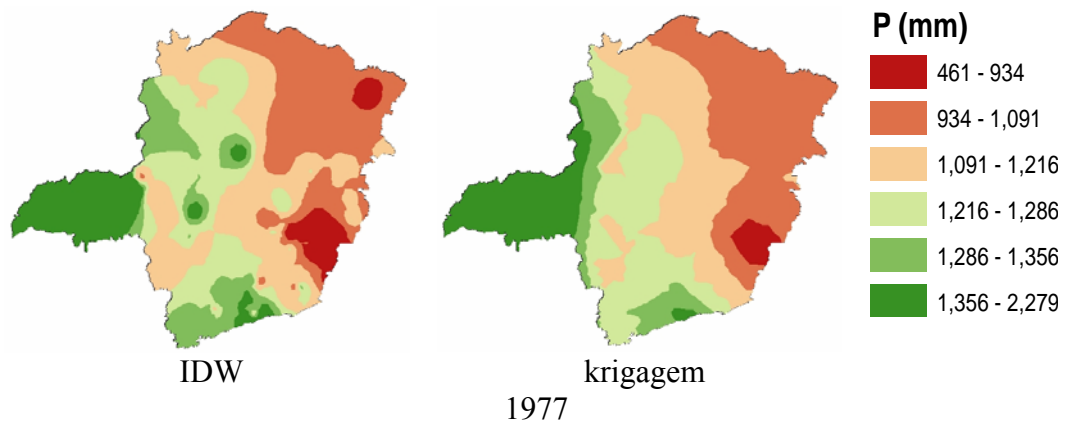 P (mm)
461 - 934
934 - 1,091
1,091 - 1,216
1,216 - 1,286
1,286 - 1,356
1,356 - 2,279
IDW
krigagem
1977